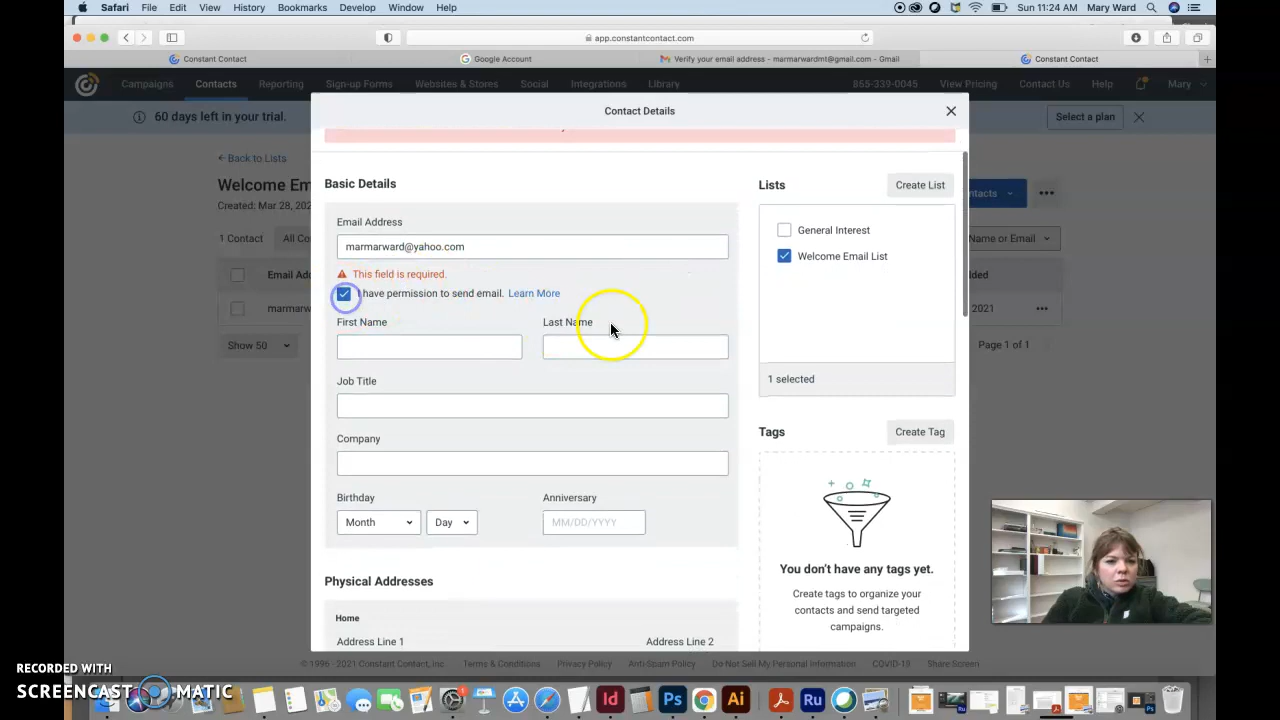 Safari File Edit View History Bookmarks Develop Window Help Sun 11:24 AM Mary Ward
app.constantcontact.com
Constant Contact Google Account Verify your email address - marmarwardmt@gmail.com - Gmail Constant Contact
Campaigns Contacts Reporting Sign-up Forms Websites & Stores Social Integrations Library 855-339-0045 View Pricing Contact Us Help Mary
60 days left in your trial. Select a plan
Contact Details
Back to Lists
Welcome Em
Created: Mar 28, 202
1 Contact All Co
Email Add
marmarw
Show 50
ntacts
Name or Email
dded
2021
Page 1 of 1
Basic Details
Email Address
marmarward@yahoo.com
This field is required.
I have permission to send email. Learn More
First Name Last Name
Job Title
Company
Birthday Anniversary
Month Day MM/DD/YYYY
Physical Addresses
Home
Address Line 1 Address Line 2
Lists Create List
General Interest
Welcome Email List
1 selected
Tags Create Tag
You don't have any tags yet.
Create tags to organize your
contacts and send targeted
campaigns.
© 1996 - 2021 Constant Contact, Inc Terms & Conditions Privacy Policy Anti-Spam Policy Do Not Sell My Personal Information COVID-19 Share Screen
RECORDED WITH
SCREENCAST MATIC
Id Ps Ai Ru